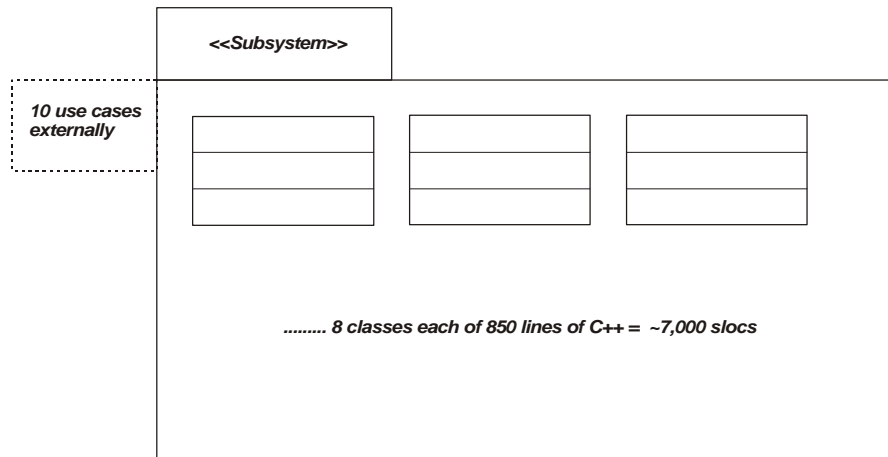 <<Subsystem>>
10 use cases
externally
......... 8 classes each of 850 lines of C++ = ~7,000 slocs